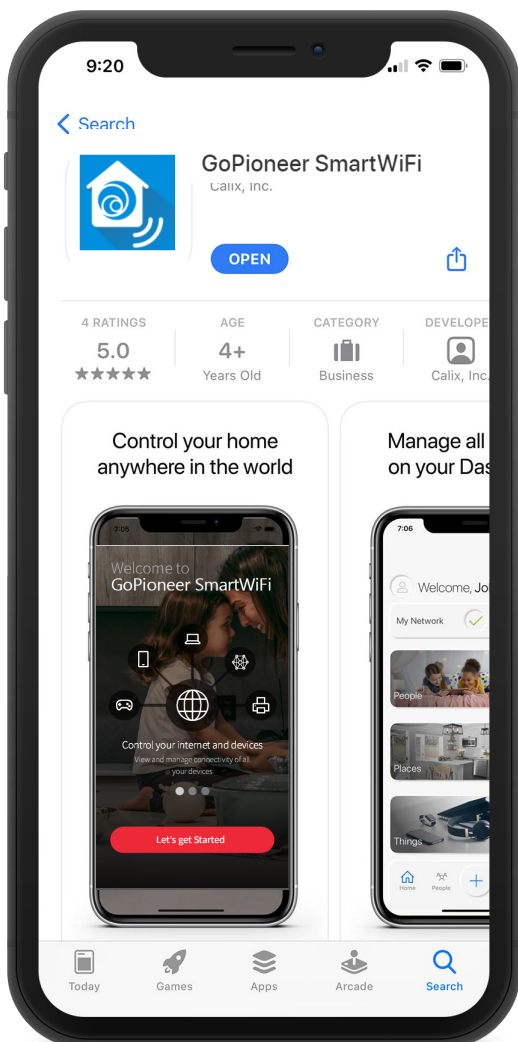 9:20
Search
GoPioneer SmartWiFi
Calix, Inc.
OPEN
4 RATINGS
5.0
AGE
4+
Years Old
CATEGORY
Business
DEVELOPE
Calix, Inc.
Control your home
anywhere in the world
7:05
Welcome to
GoPioneer SmartWiFi
Control your internet and devices
View and manage connectivity of all
your devices
Let's get Started
Manage all
on your Das
7:06
Welcome, Jo
My Network
People
Places
Things
Home
People
Today
Games
Apps
Arcade
Search